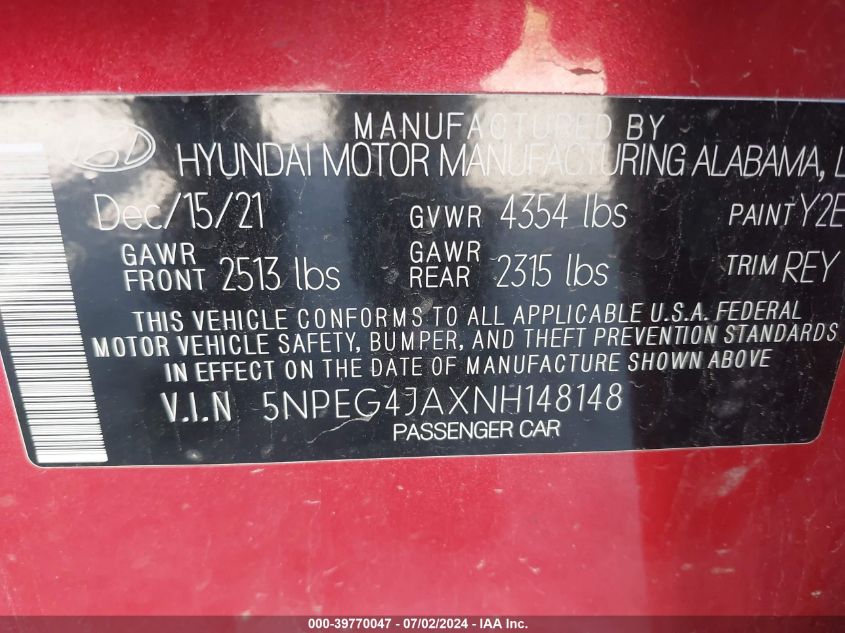 MANUFACTURED BY
HYUNDAI MOTOR MANUFACTURING ALABAMA, L
Dec/15/21 GVWR 4354 lbs PAINT Y2E
GAWR FRONT 2513 lbs GAWR REAR 2315 lbs TRIM REY
THIS VEHICLE CONFORMS TO ALL APPLICABLE U.S.A. FEDERAL
MOTOR VEHICLE SAFETY, BUMPER, AND THEFT PREVENTION STANDARDS
IN EFFECT ON THE DATE OF MANUFACTURE SHOWN ABOVE
V.I.N 5NPEG4JAXNH148148
PASSENGER CAR
000-39770047 - 07/02/2024 - IAA Inc.